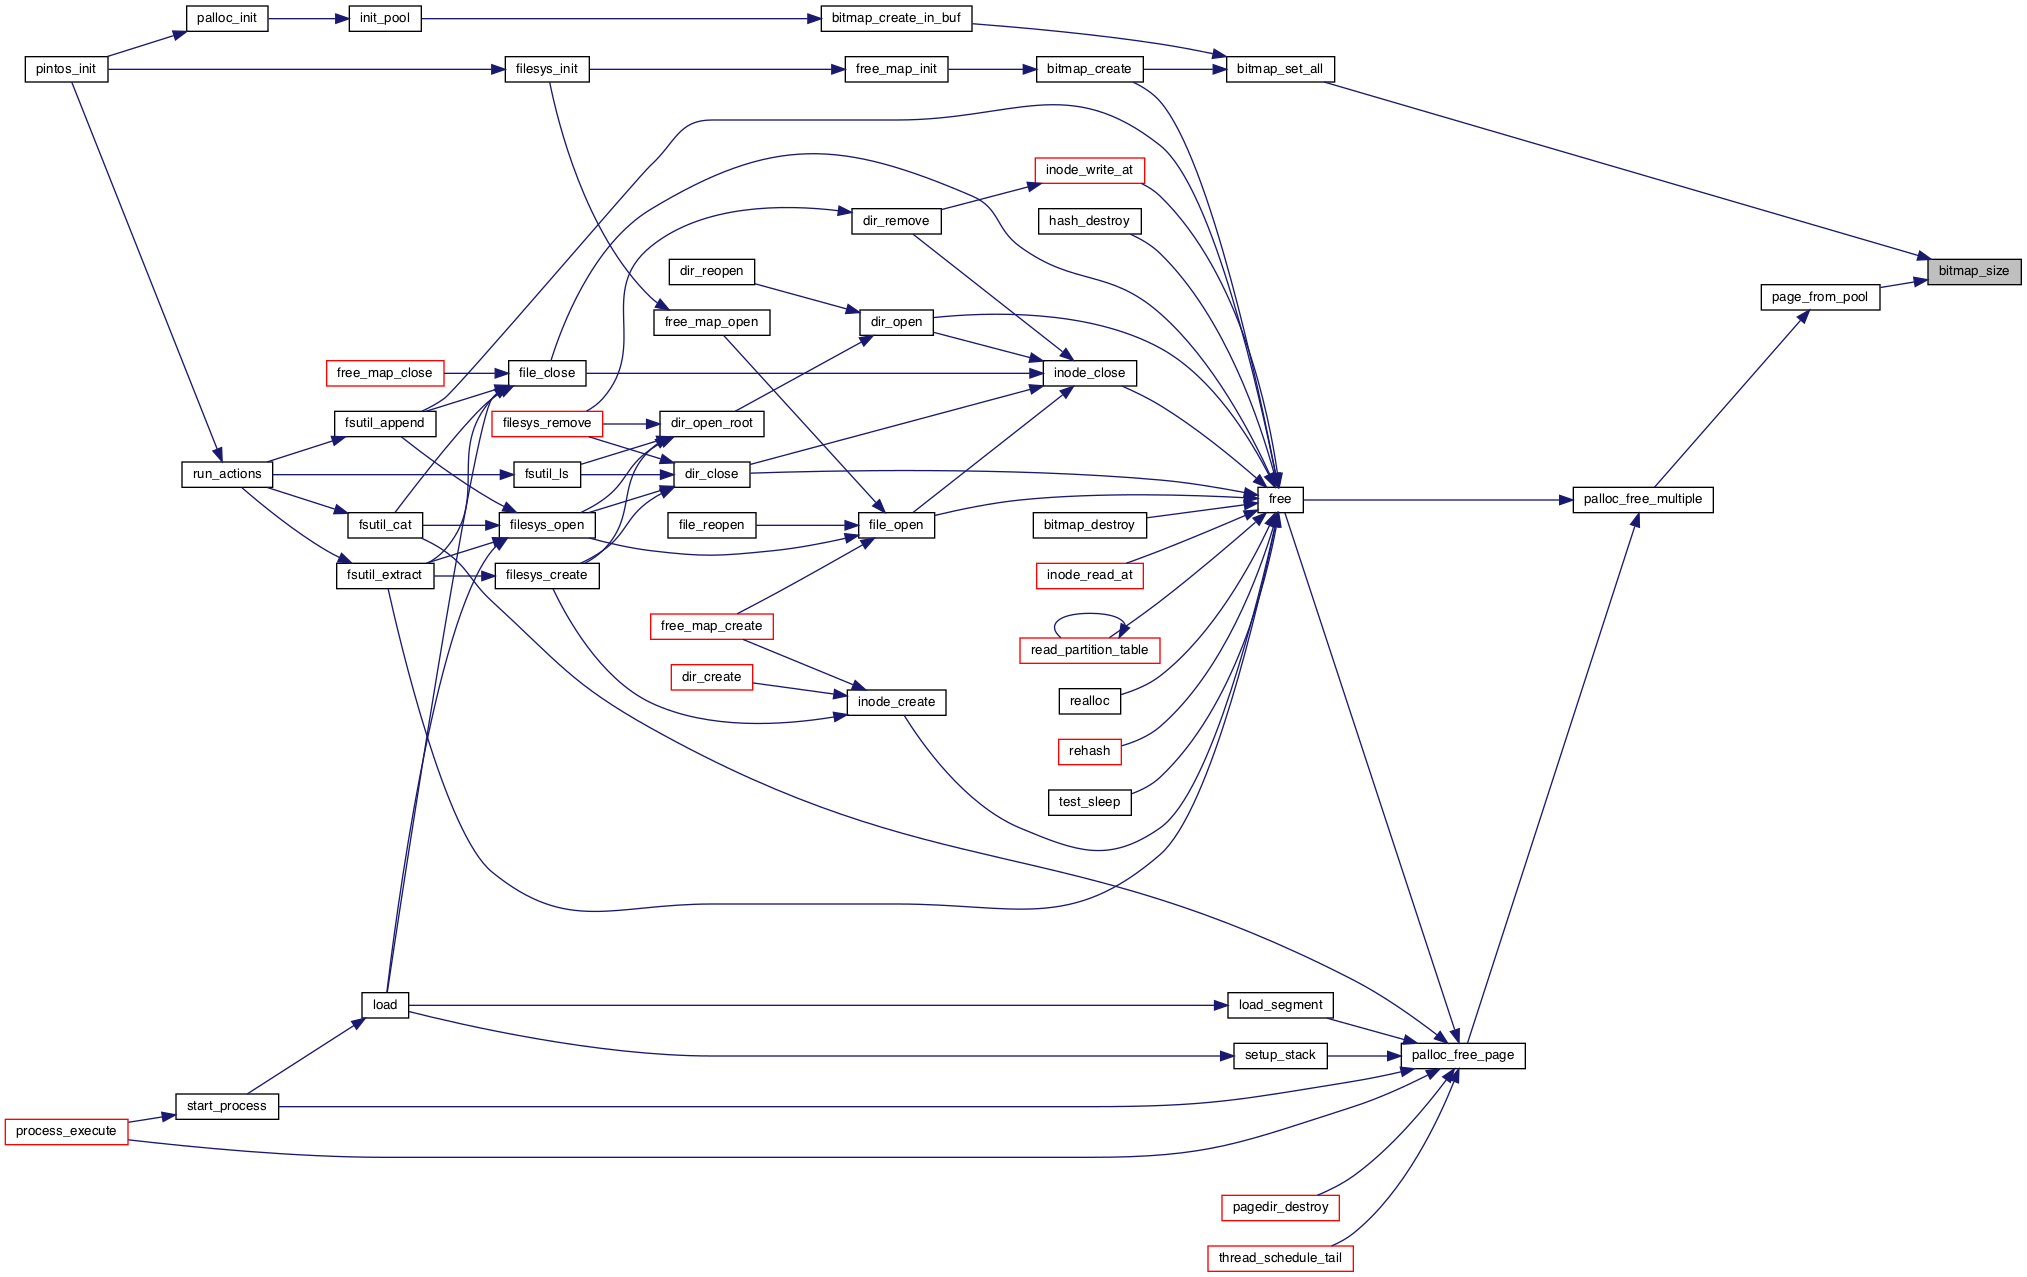 palloc_init
init_pool
bitmap_create_in_buf
pintos_init
filesys_init
free_map_init
bitmap_create
bitmap_set_all
inode_write_at
dir_remove
hash_destroy
dir_reopen
bitmap_size
page_from_pool
free_map_open
dir_open
free_map_close
file_close
inode_close
fsutil_append
filesys_remove
dir_open_root
run_actions
fsutil_ls
dir_close
free
palloc_free_multiple
fsutil_cat
filesys_open
file_reopen
file_open
bitmap_destroy
fsutil_extract
filesys_create
inode_read_at
free_map_create
read_partition_table
dir_create
inode_create
realloc
rehash
test_sleep
load
load_segment
setup_stack
palloc_free_page
start_process
process_execute
pagedir_destroy
thread_schedule_tail